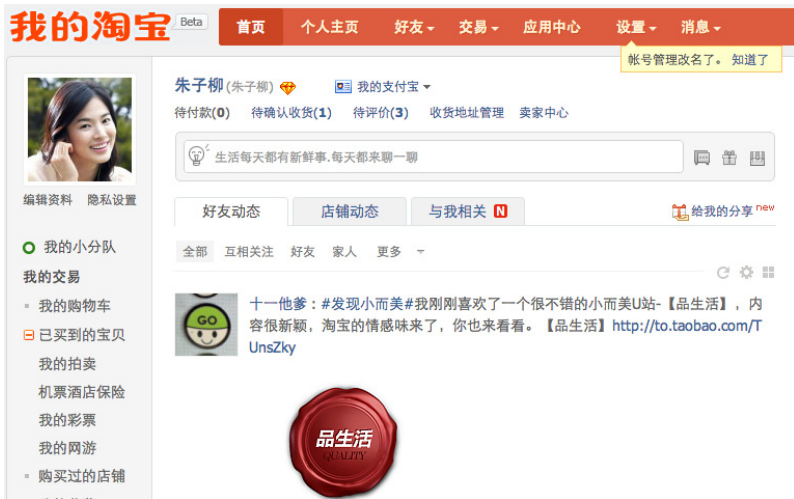 我的淘宝 Beta 首页 个人主页 好友 交易 应用中心 设置 消息
帐号管理改名了。 知道了
朱子柳(朱子柳) 我的支付宝
待付款(0) 待确认收货(1) 待评价(3) 收货地址管理 卖家中心
生活每天都有新鲜事.每天都来聊一聊
编辑资料 隐私设置
好友动态 店铺动态 与我相关 N 给我的分享 new
我的小分队
全部 互相关注 好友 家人 更多
我的交易
我的购物车
已买到的宝贝
我的拍卖
机票酒店保险
我的彩票
我的网游
购买过的店铺
GO
十一他爹：#发现小而美#我刚刚喜欢了一个很不错的小而美U站-【品生活】，内
容很新颖，淘宝的情感味来了，你也来看看。【品生活】http://to.taobao.com/T
UnsZky
品生活
QUALITY